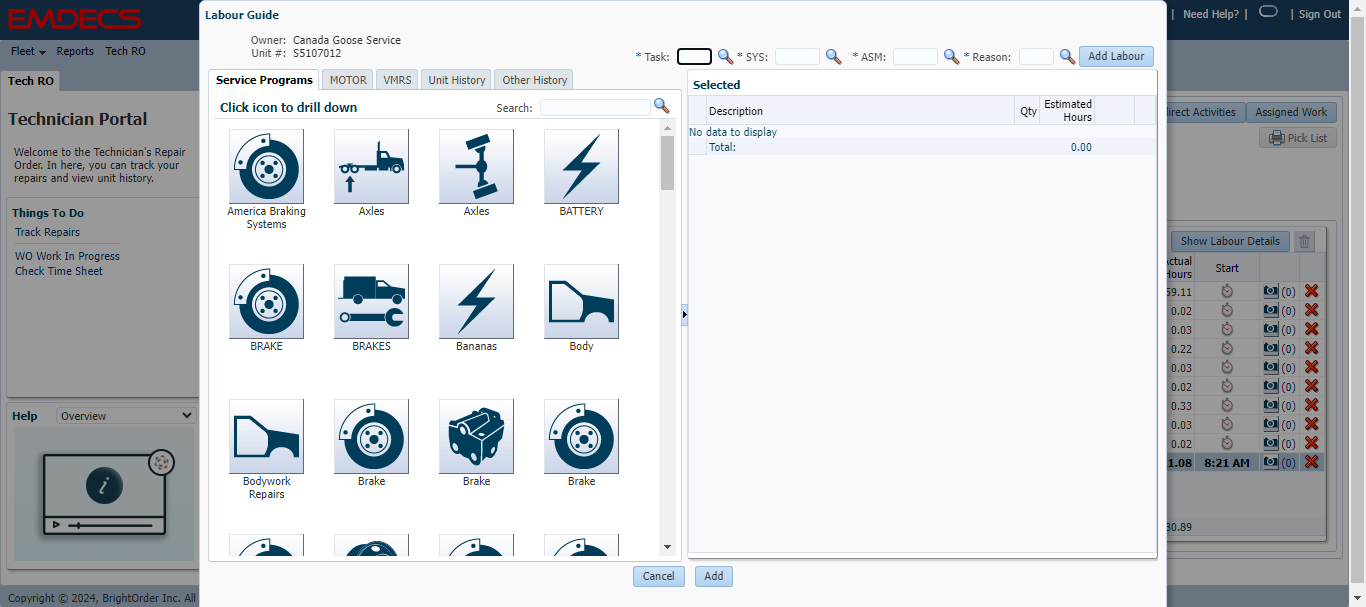 EMDECS
| Need Help? | | Sign Out
Fleet Reports Tech RO
Tech RO
Technician Portal
Welcome to the Technician's Repair
Order. In here, you can track your
repairs and view unit history.
Things To Do
Track Repairs
WO Work In Progress
Check Time Sheet
Help Overview
i
Copyright © 2024, BrightOrder Inc. All
Labour Guide
Owner: Canada Goose Service
Unit #: S5107012
* Task: * SYS: * ASM: * Reason: Add Labour
Service Programs MOTOR VMRS Unit History Other History
Click icon to drill down Search:
America Braking
Systems
Axles
Axles
BATTERY
BRAKE
BRAKES
Bananas
Body
Bodywork
Repairs
Brake
Brake
Brake
Selected
Description Qty Estimated
Hours
No data to display
Total: 0.00
Cancel Add
irect Activities Assigned Work
Pick List
Show Labour Details
ctual
Hours Start
59.11 (0)
0.02 (0)
0.03 (0)
0.22 (0)
0.03 (0)
0.02 (0)
0.33 (0)
0.03 (0)
0.02 (0)
1.08 8:21 AM (0)
30.89